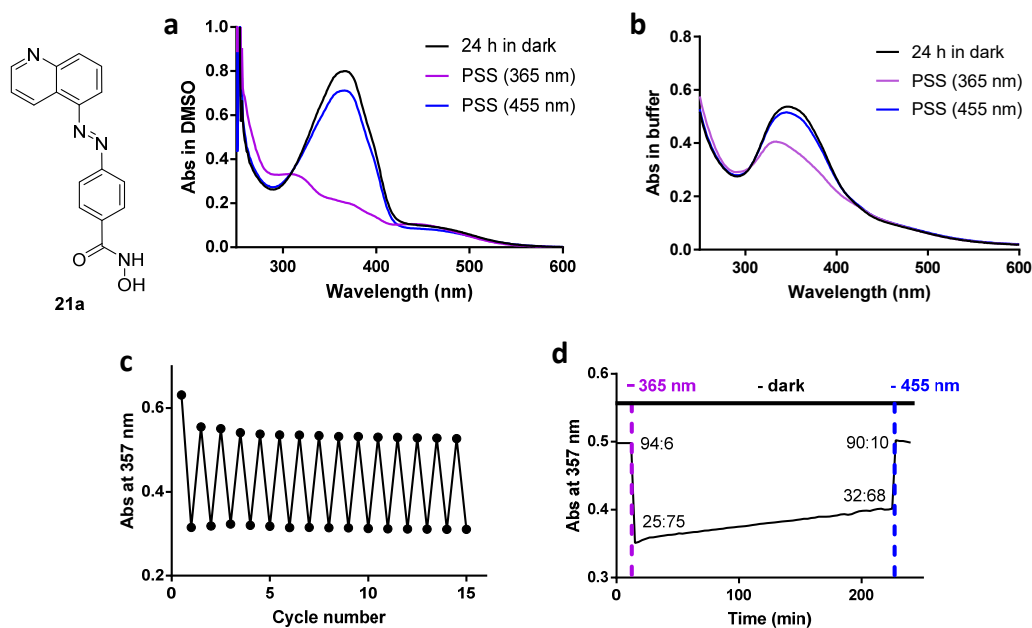 N
N
N
O
NH
OH
21a
a
Abs in DMSO
1.0
0.8
0.6
0.4
0.2
0.0
300
400
500
600
Wavelength (nm)
24 h in dark
PSS (365 nm)
PSS (455 nm)
b
Abs in buffer
0.8
0.6
0.4
0.2
0.0
300
400
500
600
Wavelength (nm)
24 h in dark
PSS (365 nm)
PSS (455 nm)
c
Abs at 357 nm
0.6
0.4
0.2
0
5
10
15
Cycle number
d
- 365 nm
- dark
- 455 nm
Abs at 357 nm
0.6
0.5
0.4
0.3
94:6
90:10
25:75
32:68
0
100
200
Time (min)